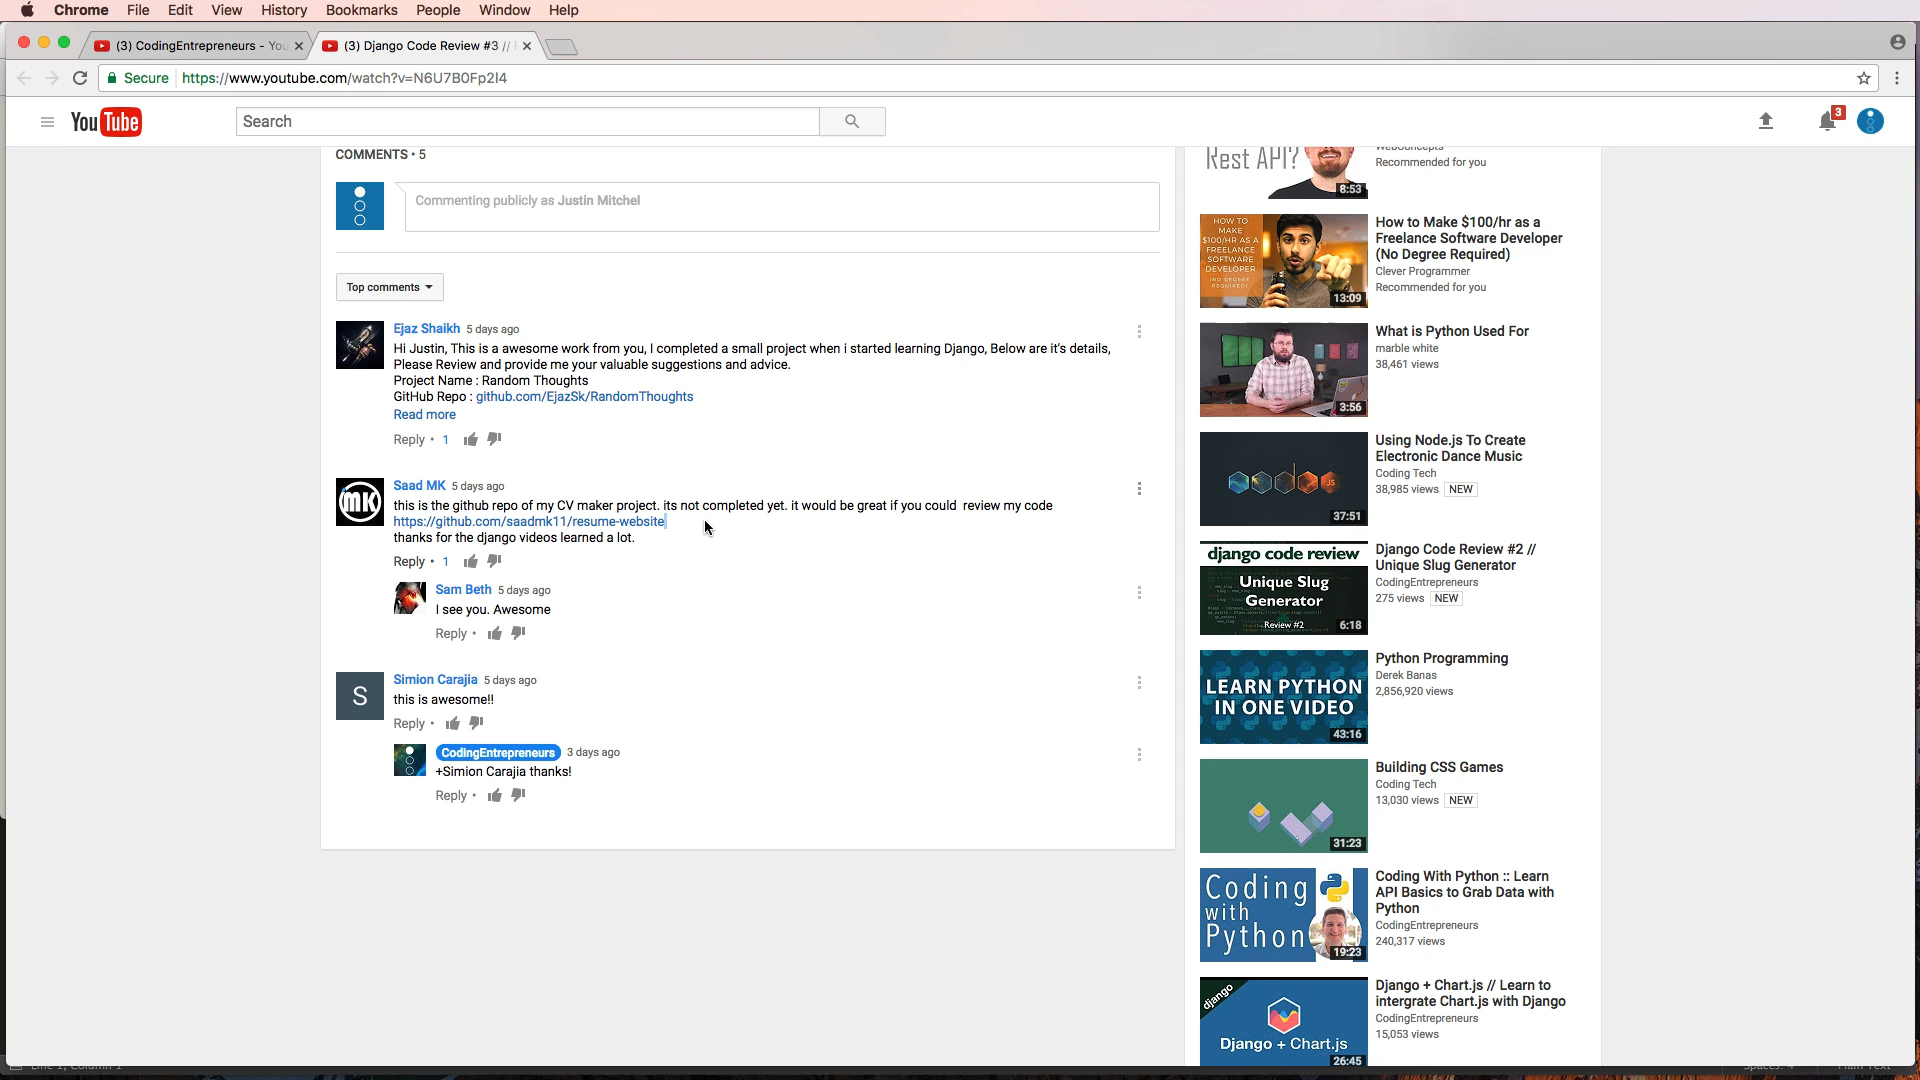 Chrome File Edit View History Bookmarks People Window Help
(3) CodingEntrepreneurs - You
(3) Django Code Review #3 //
Secure https://www.youtube.com/watch?v=N6U7B0Fp2I4
YouTube
Search
3
COMMENTS • 5
Commenting publicly as Justin Mitchel
Top comments
Ejaz Shaikh 5 days ago
Hi Justin, This is a awesome work from you, I completed a small project when i started learning Django, Below are it's details,
Please Review and provide me your valuable suggestions and advice.
Project Name : Random Thoughts
GitHub Repo : github.com/EjazSk/RandomThoughts
Read more
Reply • 1
MK
Saad MK 5 days ago
this is the github repo of my CV maker project. its not completed yet. it would be great if you could review my code
https://github.com/saadmk11/resume-website
thanks for the django videos learned a lot.
Reply • 1
Sam Beth 5 days ago
I see you. Awesome
Reply •
S
Simion Carajia 5 days ago
this is awesome!!
Reply •
CodingEntrepreneurs 3 days ago
+Simion Carajia thanks!
Reply •
Rest API?
8:53
Recommended for you
HOW TO
MAKE
$100/HR AS A
FREELANCE
SOFTWARE
DEVELOPER
(NO DEGREE
REQUIRED)
13:09
How to Make $100/hr as a
Freelance Software Developer
(No Degree Required)
Clever Programmer
Recommended for you
3:56
What is Python Used For
marble white
38,461 views
JS
37:51
Using Node.js To Create
Electronic Dance Music
Coding Tech
38,985 views NEW
django code review
Unique Slug
Generator
Review #2
6:18
Django Code Review #2 //
Unique Slug Generator
CodingEntrepreneurs
275 views NEW
LEARN PYTHON
IN ONE VIDEO
43:16
Python Programming
Derek Banas
2,856,920 views
31:23
Building CSS Games
Coding Tech
13,030 views NEW
Coding
with
Python
19:23
Coding With Python :: Learn
API Basics to Grab Data with
Python
CodingEntrepreneurs
240,317 views
django
Django + Chart.js
26:45
Django + Chart.js // Learn to
intergrate Chart.js with Django
CodingEntrepreneurs
15,053 views